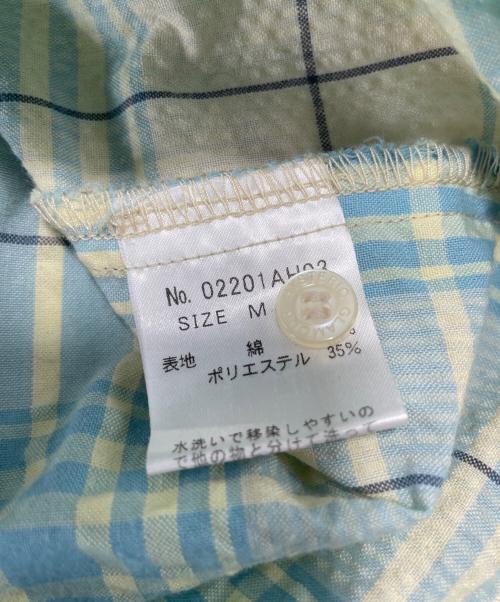 No. 02201AH03
SIZE M
表地 綿
ポリエステル 35%
水洗いで移染しやすいの
で他の物と分けて洗って